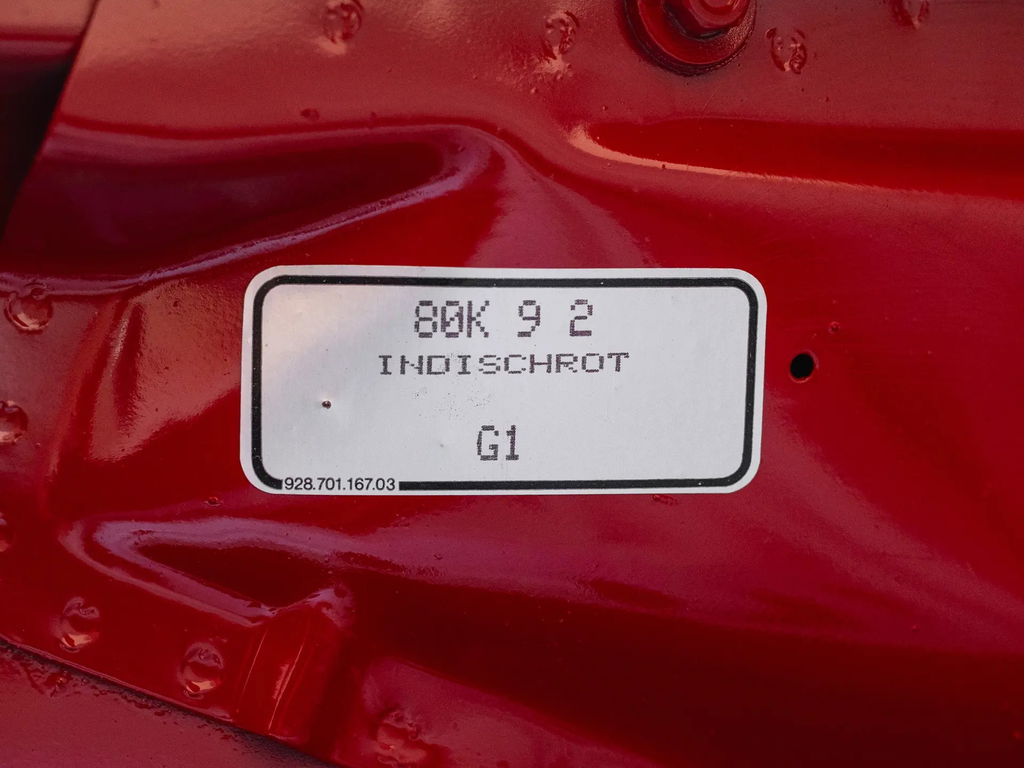 80K 9 2
INDISCHROT
G1
928.701.167.03